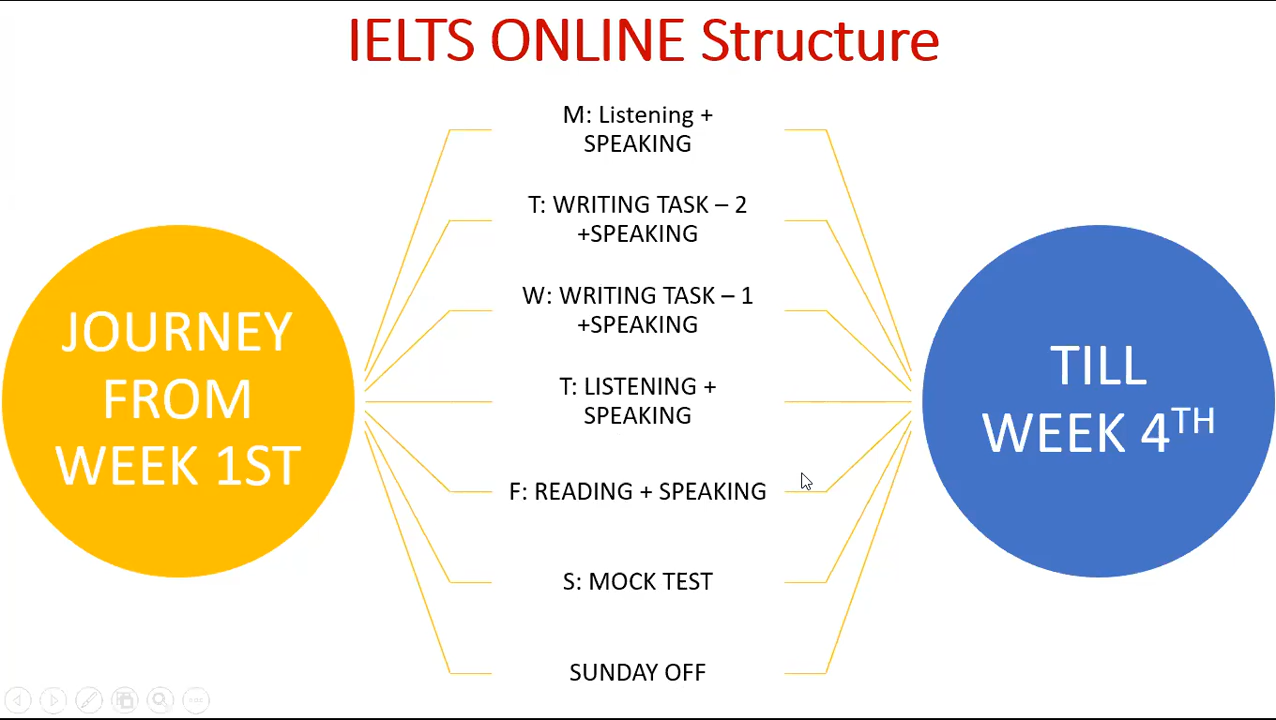 IELTS ONLINE Structure
M: Listening +
SPEAKING
T: WRITING TASK – 2
+SPEAKING
W: WRITING TASK – 1
+SPEAKING
T: LISTENING +
SPEAKING
F: READING + SPEAKING
S: MOCK TEST
SUNDAY OFF
JOURNEY
FROM
WEEK 1ST
TILL
WEEK 4TH